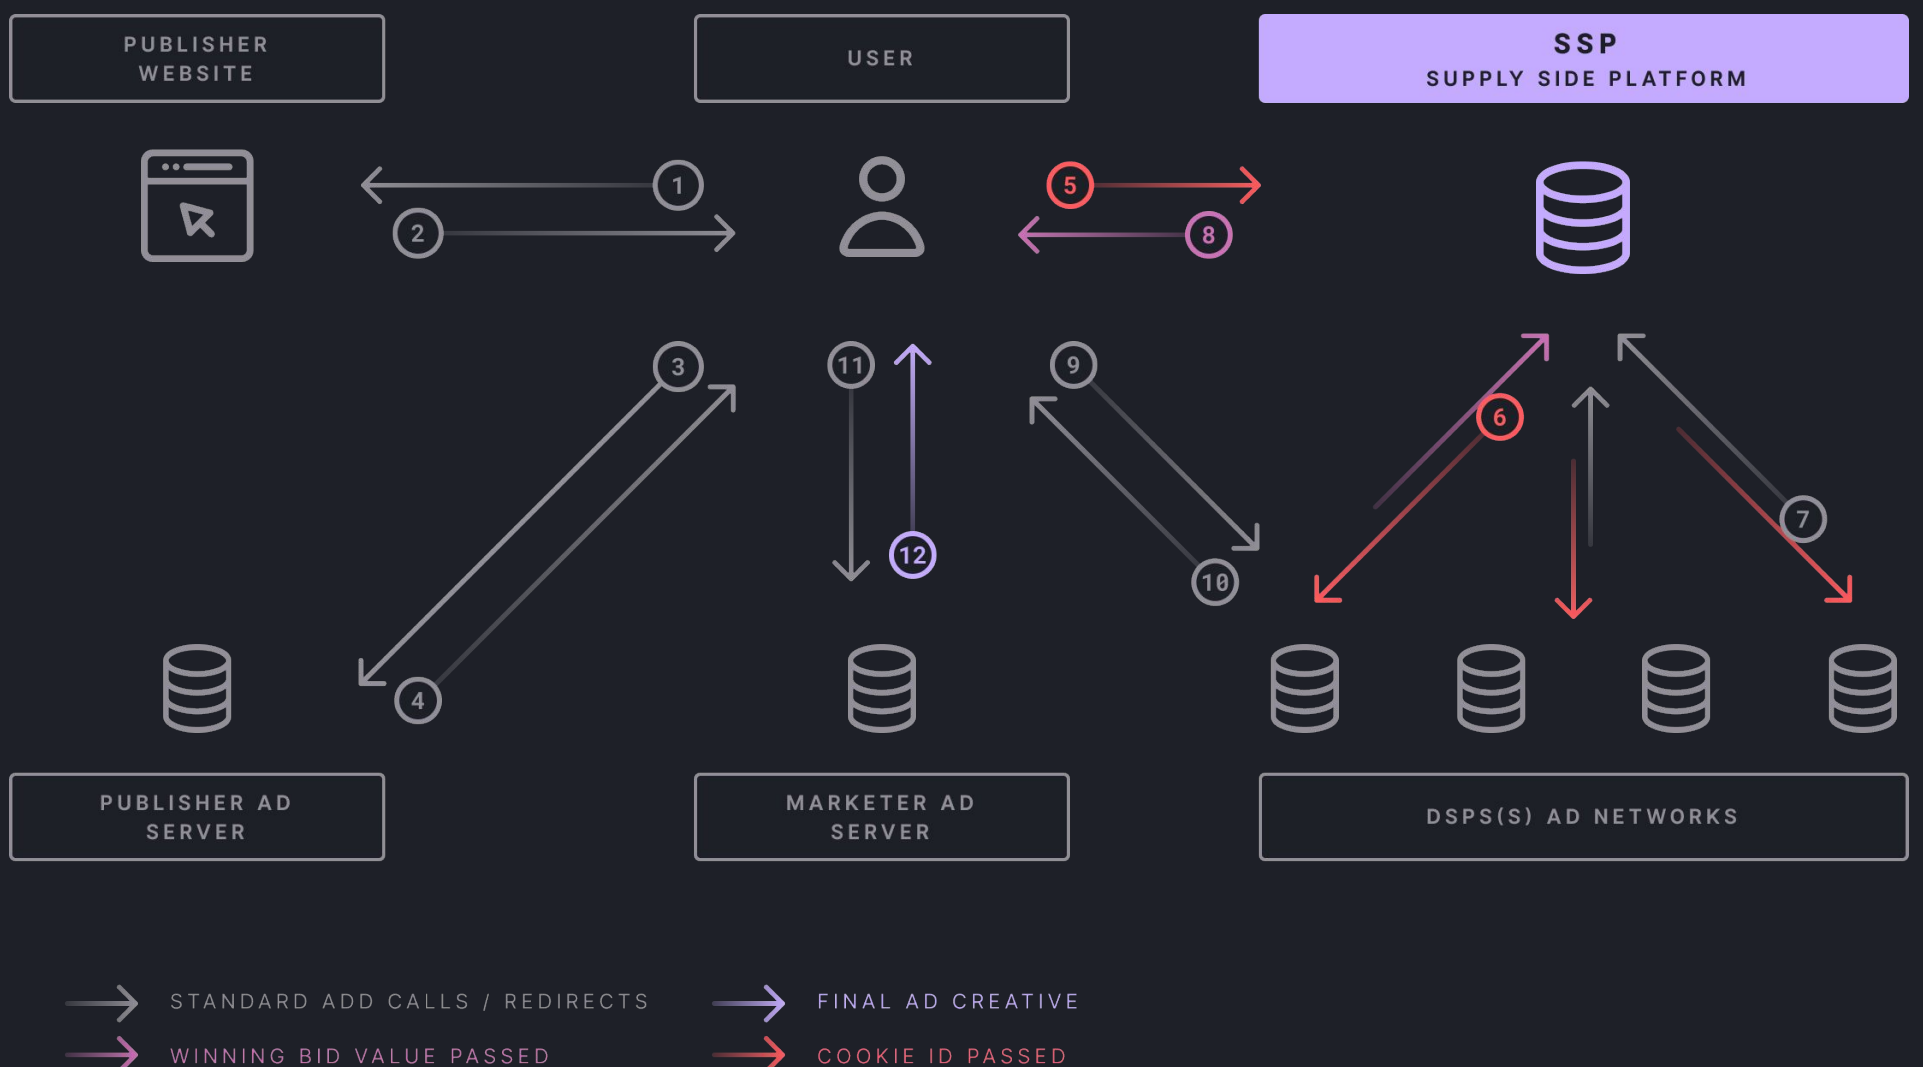 PUBLISHER
WEBSITE
USER
SSP
SUPPLY SIDE PLATFORM
1
2
5
8
3
11
9
6
12
7
10
4
PUBLISHER AD
SERVER
MARKETER AD
SERVER
DSPS(S) AD NETWORKS
STANDARD ADD CALLS / REDIRECTS
FINAL AD CREATIVE
WINNING BID VALUE PASSED
COOKIE ID PASSED